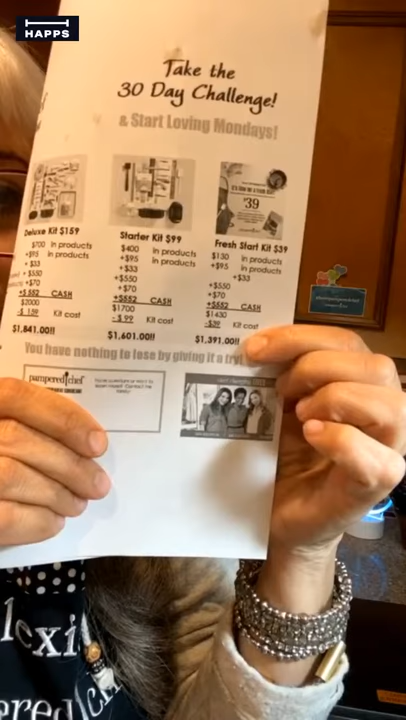 HAPPS
Take the
30 Day Challenge!
& Start Loving Mondays!
Deluxe Kit $159
$700 in products
+$95 in products
+ $33
+$550
+$70
+$552 CASH
$2000
- $ 159 Kit cost
$1,841.00!!
Starter Kit $99
$400 in products
+$95 in products
+$33
+$550
+$70
+$552 CASH
$1700
- $ 99 Kit cost
$1,601.00!!
$39
Fresh Start Kit $39
$130 in products
+$95 in products
+$33
+$550
+$70
+$552 CASH
$1430
-$39 Kit cost
$1,391.00!!
You have nothing to lose by giving it a try!
pampered chef
lexi
ered